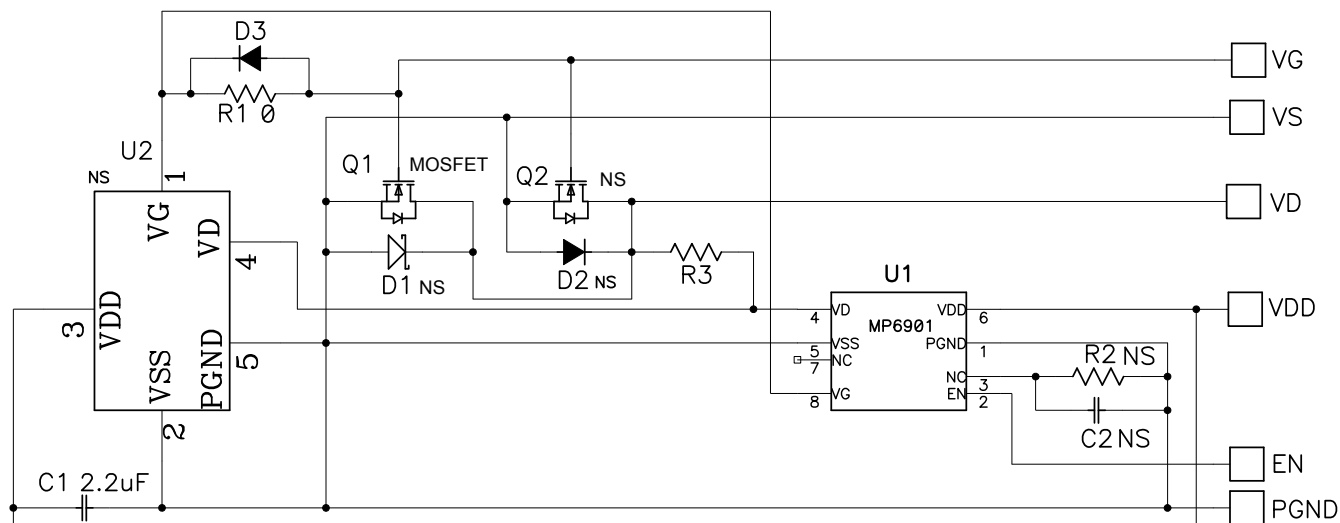 D3
VG
R1 0
VS
U2
NS
1
Q1 MOSFET
Q2 NS
VG
VD
4
VD
D1 NS
D2 NS
R3
U1
3
VDD
4 VD
MP6901
VDD 6
VDD
5
PGND
VSS
2
5 VSS
7 NC
8 VG
PGND 1
NC 3
EN 2
R2 NS
C2 NS
EN
C1 2.2uF
PGND